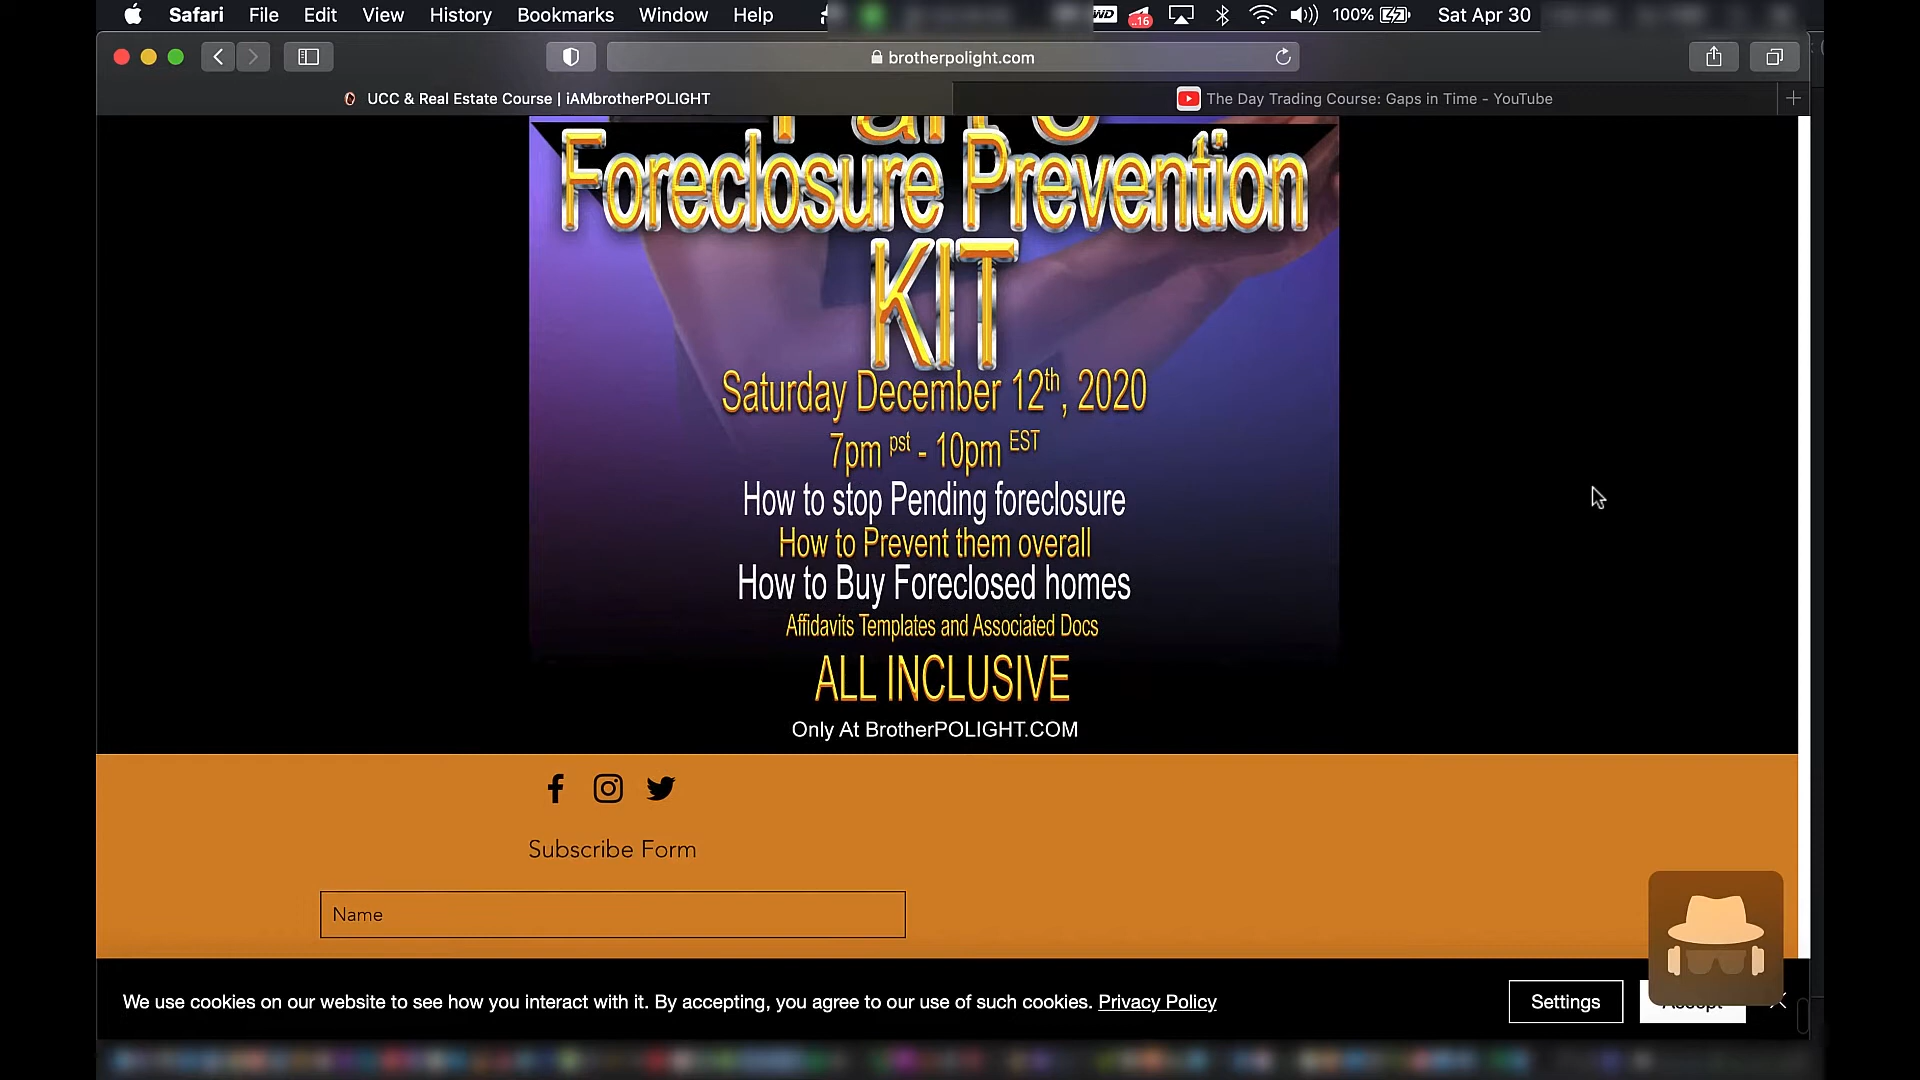 Safari File Edit View History Bookmarks Window Help 16 100% Sat Apr 30
brotherpolight.com
UCC & Real Estate Course | iAMbrotherPOLIGHT
The Day Trading Course: Gaps in Time - YouTube
Foreclosure Prevention
KIT
Saturday December 12th, 2020
7pm pst - 10pm EST
How to stop Pending foreclosure
How to Prevent them overall
How to Buy Foreclosed homes
Affidavits Templates and Associated Docs
ALL INCLUSIVE
Only At BrotherPOLIGHT.COM
Subscribe Form
Name
We use cookies on our website to see how you interact with it. By accepting, you agree to our use of such cookies. Privacy Policy
Settings